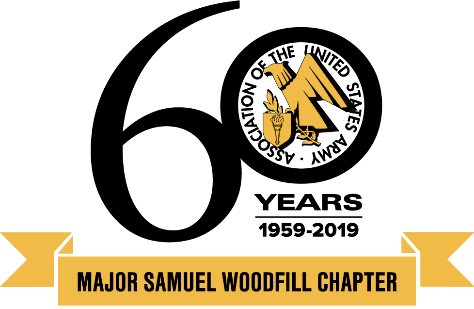 60
ASSOCIATION OF THE UNITED STATES ARMY ·
YEARS
1959-2019
MAJOR SAMUEL WOODFILL CHAPTER